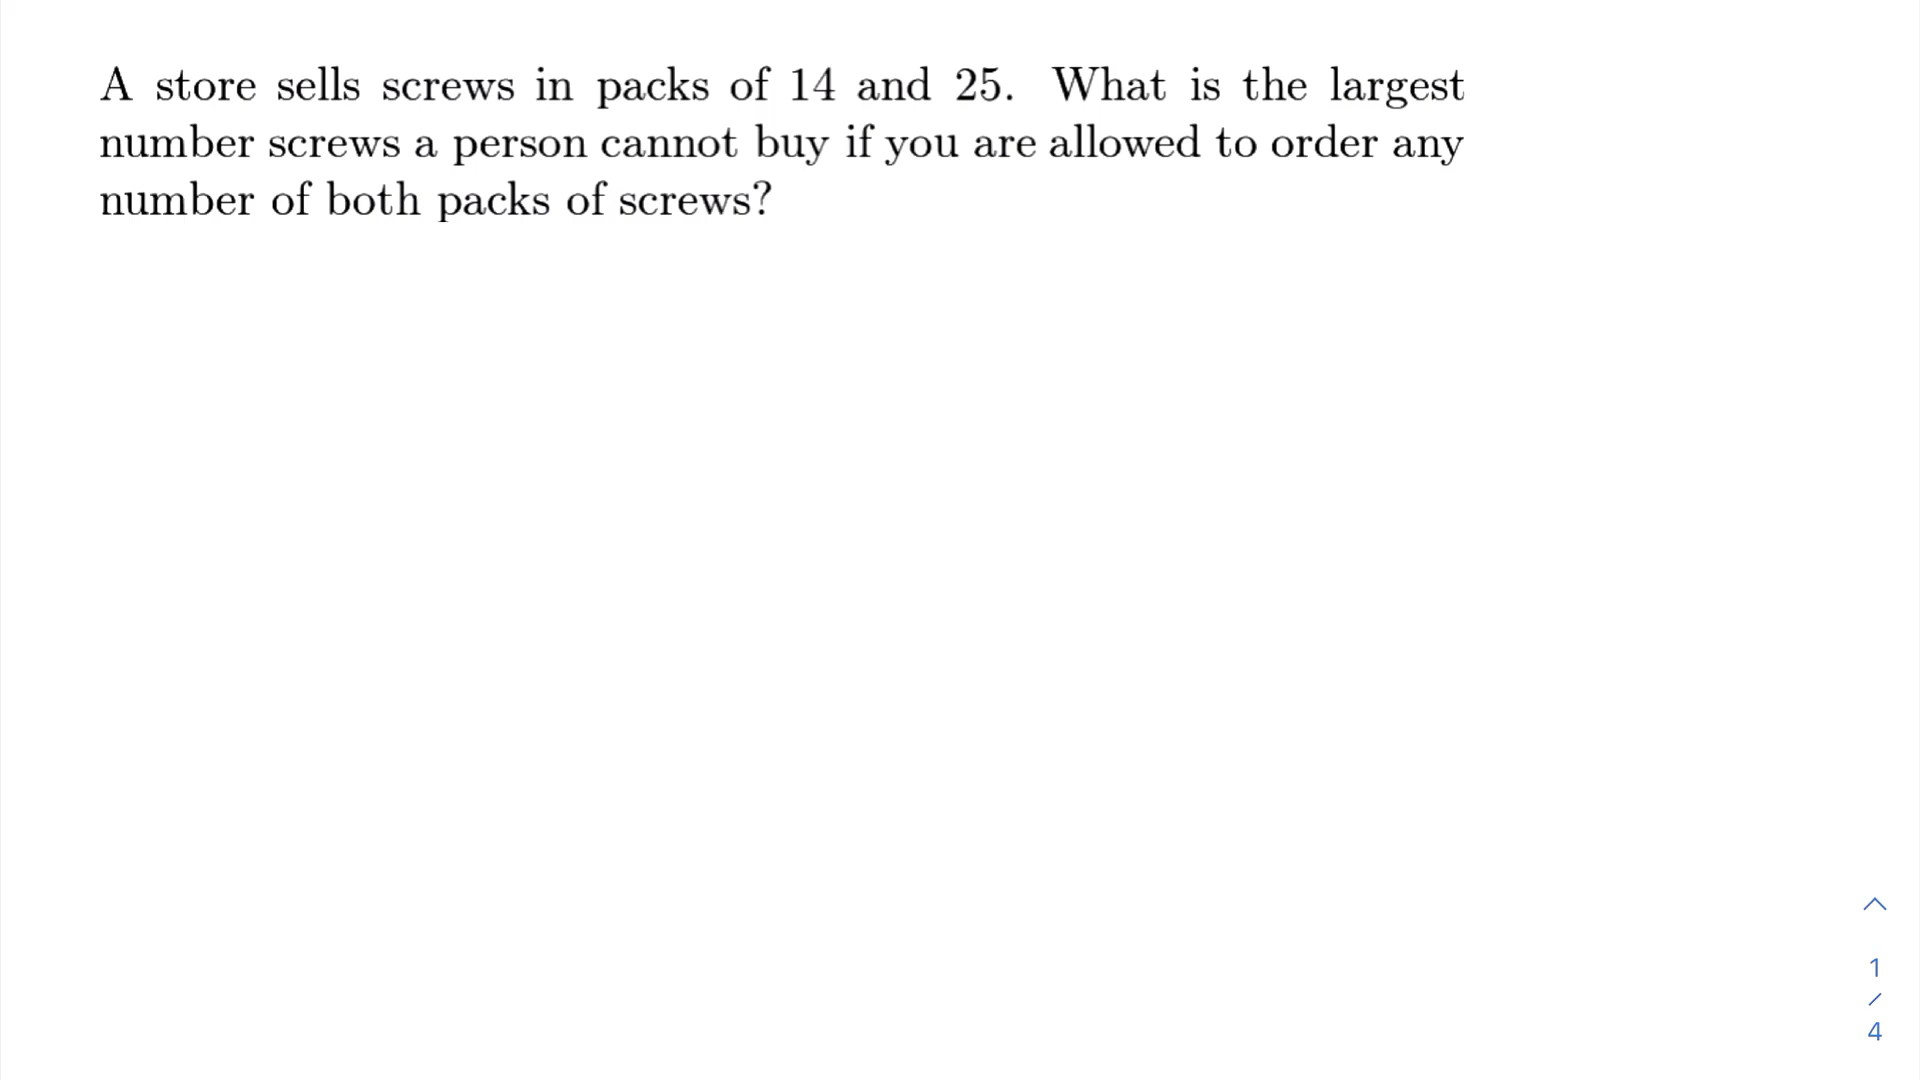 A store sells screws in packs of 14 and 25. What is the largest
number screws a person cannot buy if you are allowed to order any
number of both packs of screws?
1
/
4